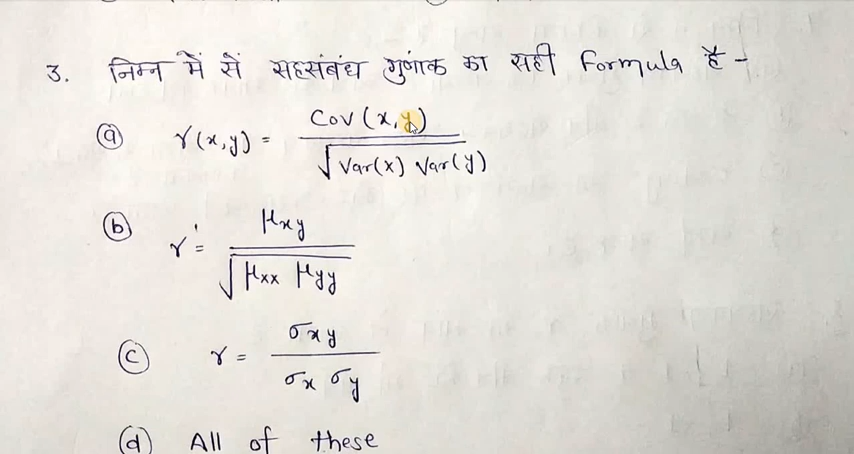 3. निम्न में सें सहसंबंध गुणांक का सही Formula है -
(a) r(x,y) = Cov(x,y) / √Var(x) Var(y)
(b) r = μxy / √μxx μyy
(c) r = σxy / σx σy
(d) All of these